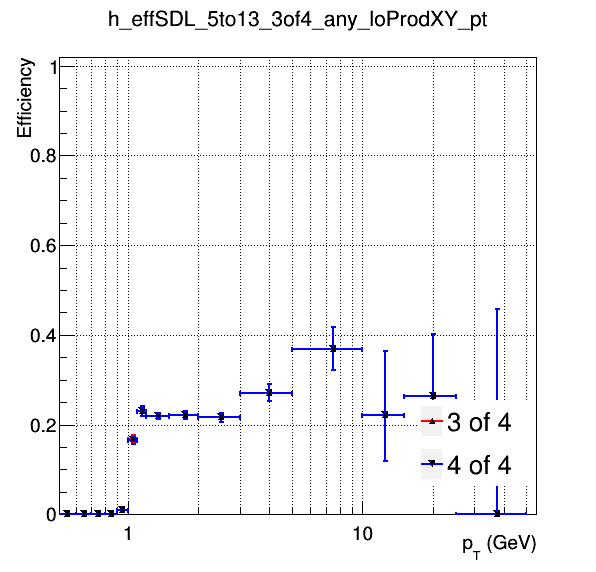 h_effSDL_5to13_3of4_any_loProdXY_pt
Efficiency
1
0.8
0.6
0.4
0.2
0
3 of 4
4 of 4
1
10
p_T (GeV)